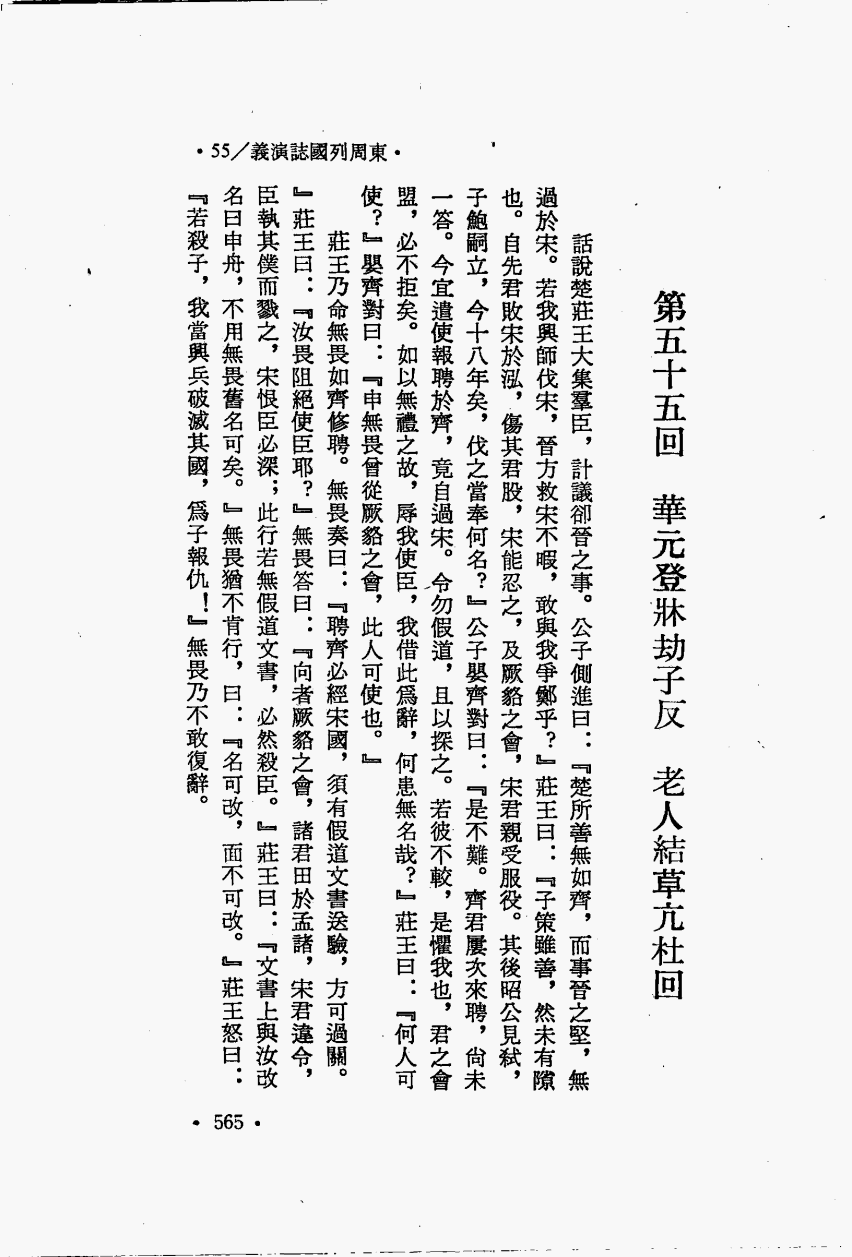 ·東周列國誌演義/55·
第五十五回　華元登牀劫子反　老人結草亢杜回
話說楚莊王大集羣臣，計議卻晉之事。公子側進曰：『楚所善無如齊，而事晉之堅，無
過於宋。若我興師伐宋，晉方救宋不暇，敢與我爭鄭乎？』莊王曰：『子策雖善，然未有隙
也。自先君敗宋於泓，傷其君股，宋能忍之，及厥貉之會，宋君親受服役。其後昭公見弒，
子鮑嗣立，今十八年矣，伐之當奉何名？』公子嬰齊對曰：『是不難。齊君屢次來聘，尙未
一答。今宜遣使報聘於齊，竟自過宋。令勿假道，且以探之。若彼不較，是懼我也，君之會
盟，必不拒矣。如以無禮之故，辱我使臣，我借此爲辭，何患無名哉？』莊王曰：『何人可
使？』嬰齊對曰：『申無畏曾從厥貉之會，此人可使也。』
莊王乃命無畏如齊修聘。無畏奏曰：『聘齊必經宋國，須有假道文書送驗，方可過關。
』莊王曰：『汝畏阻絕使臣耶？』無畏答曰：『向者厥貉之會，諸君田於孟諸，宋君違令，
臣執其僕而戮之，宋恨臣必深；此行若無假道文書，必然殺臣。』莊王曰：『文書上與汝改
名曰申舟，不用無畏舊名可矣。』無畏猶不肯行，曰：『名可改，面不可改。』莊王怒曰：
『若殺子，我當興兵破滅其國，爲子報仇！』無畏乃不敢復辭。
·565·